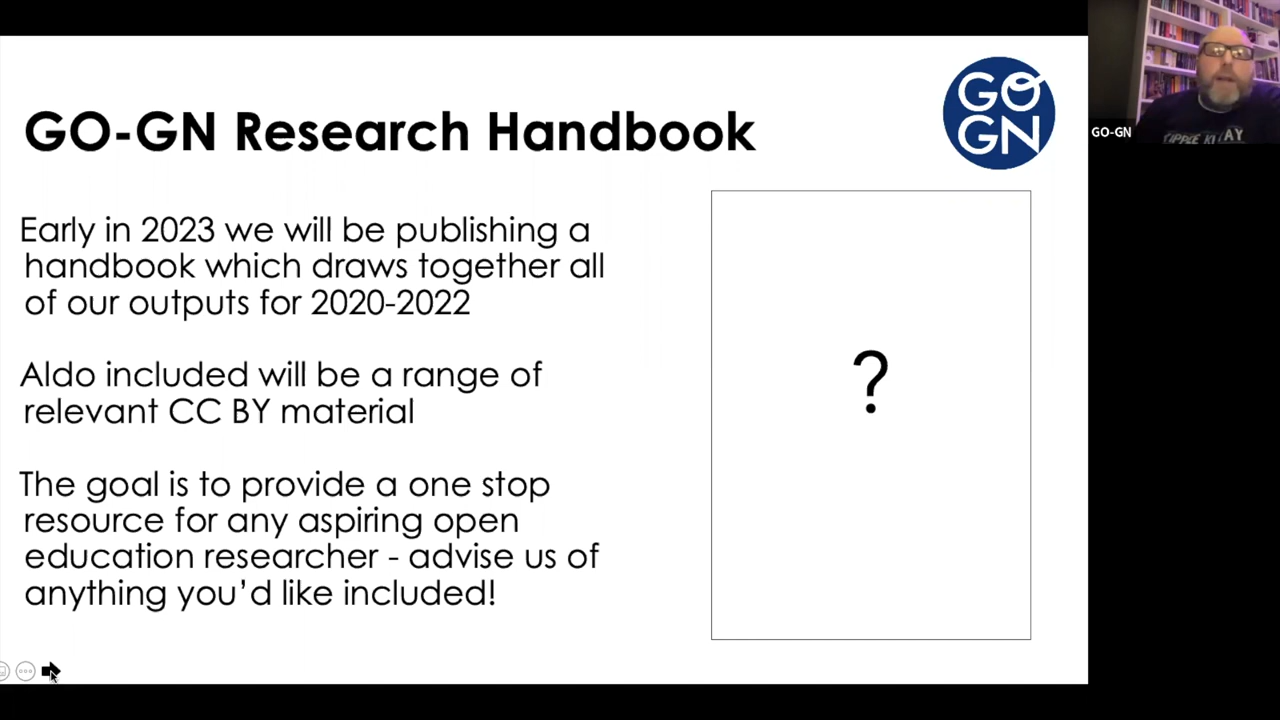 GO-GN Research Handbook
GO
GN
Early in 2023 we will be publishing a
handbook which draws together all
of our outputs for 2020-2022
Aldo included will be a range of
relevant CC BY material
The goal is to provide a one stop
resource for any aspiring open
education researcher - advise us of
anything you’d like included!
?
GO-GN